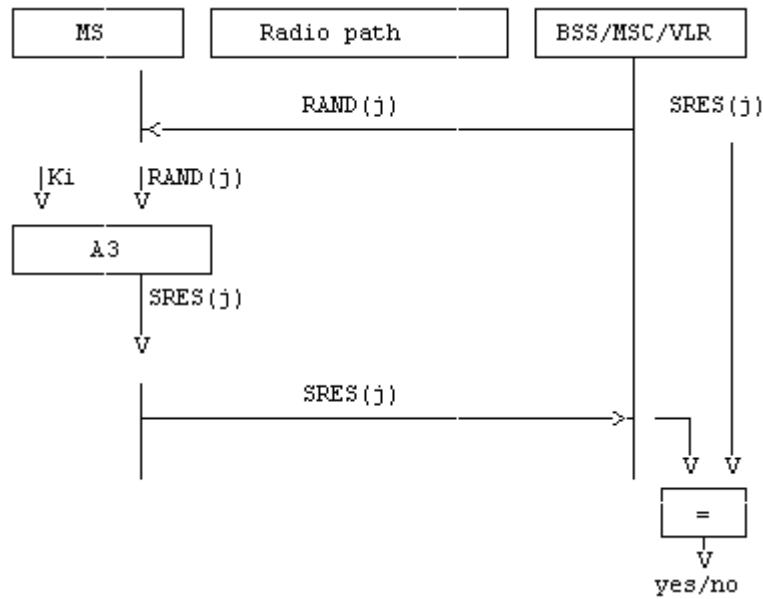 MS
Radio path
BSS/MSC/VLR
RAND(j)
SRES(j)
Ki
RAND(j)
A3
SRES(j)
SRES(j)
=
yes/no